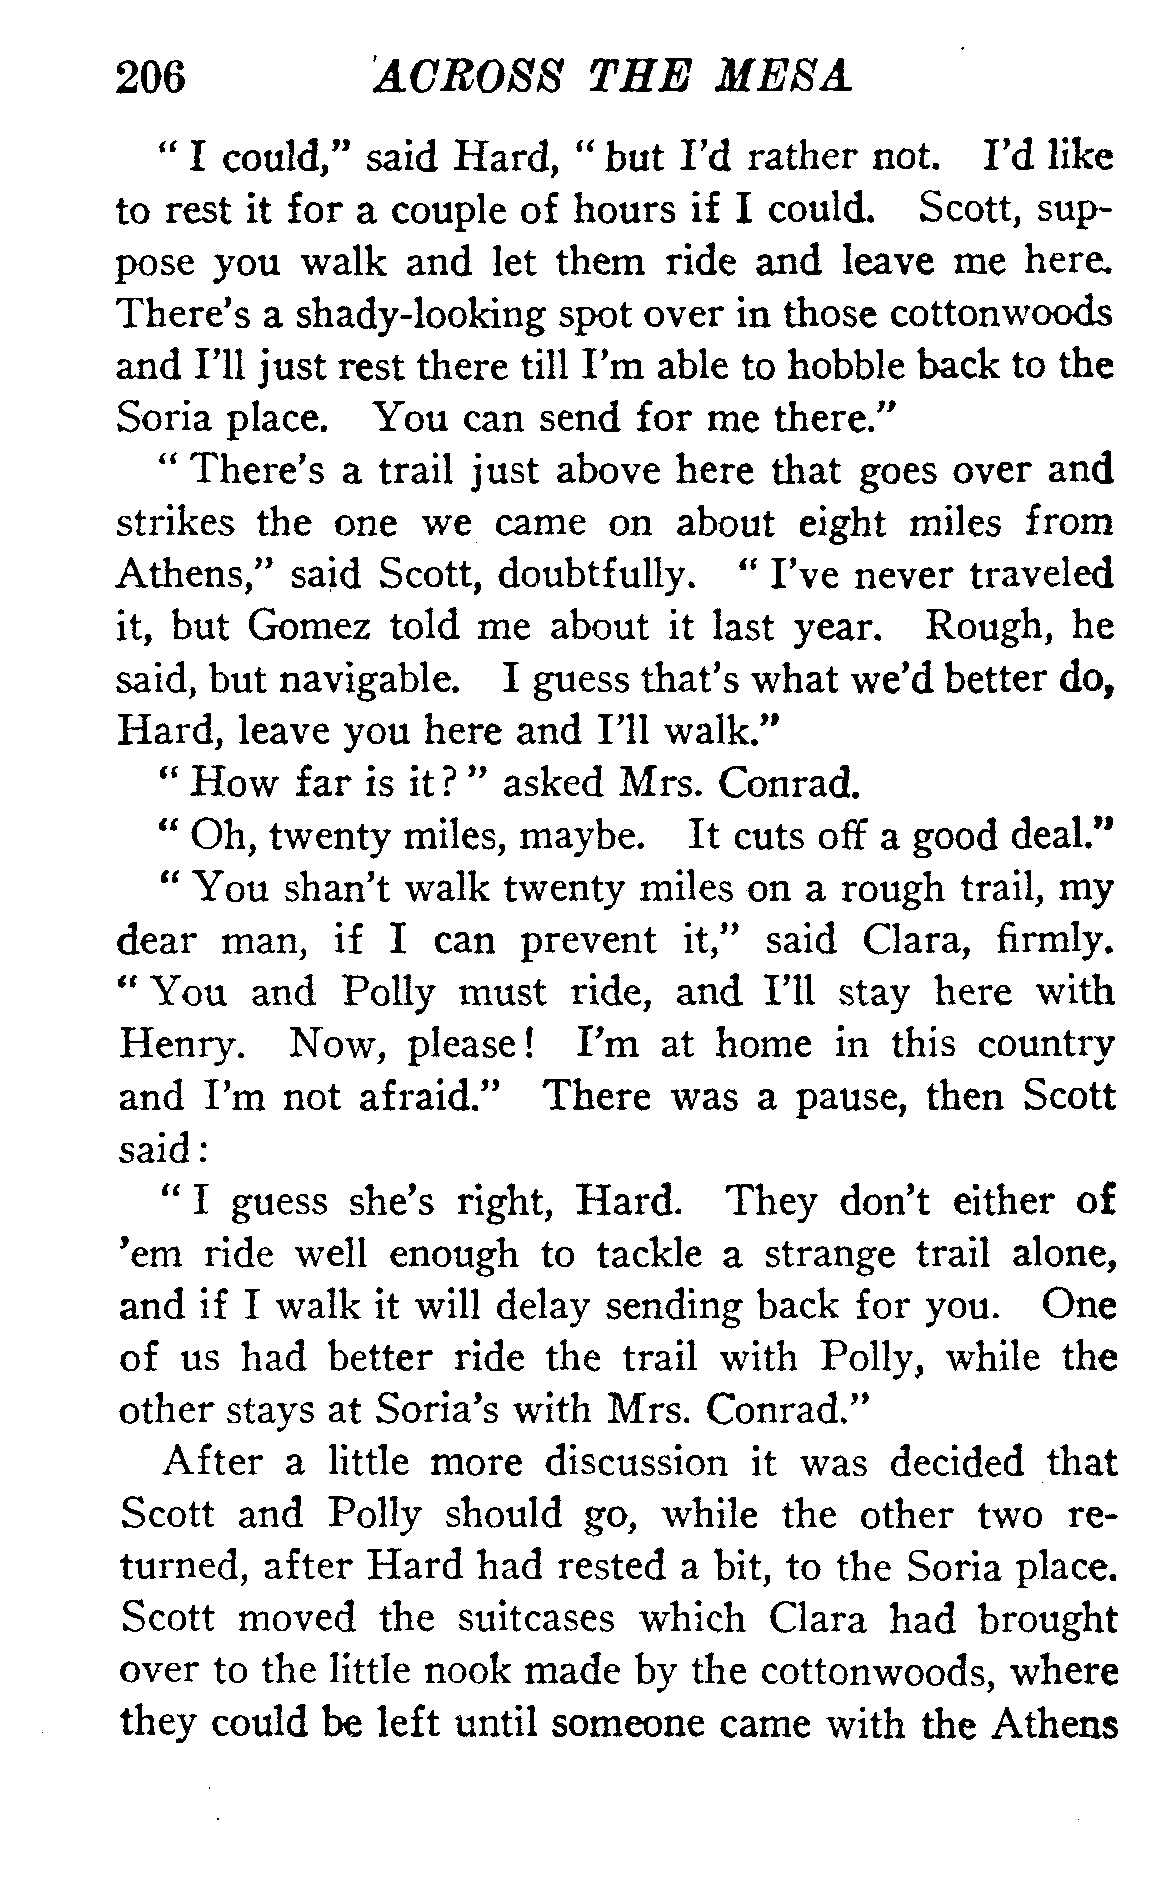 206 ACROSS THE MESA
“ I could,” said Hard, “ but I’d rather not. I’d like
to rest it for a couple of hours if I could. Scott, sup-
pose you walk and let them ride and leave me here.
There’s a shady-looking spot over in those cottonwoods
and I’ll just rest there till I’m able to hobble back to the
Soria place. You can send for me there.”
“ There’s a trail just above here that goes over and
strikes the one we came on about eight miles from
Athens,” said Scott, doubtfully. “ I’ve never traveled
it, but Gomez told me about it last year. Rough, he
said, but navigable. I guess that’s what we’d better do,
Hard, leave you here and I’ll walk.”
“ How far is it? ” asked Mrs. Conrad.
“ Oh, twenty miles, maybe. It cuts off a good deal.”
“ You shan’t walk twenty miles on a rough trail, my
dear man, if I can prevent it,” said Clara, firmly.
“ You and Polly must ride, and I’ll stay here with
Henry. Now, please! I’m at home in this country
and I’m not afraid.” There was a pause, then Scott
said:
“ I guess she’s right, Hard. They don’t either of
’em ride well enough to tackle a strange trail alone,
and if I walk it will delay sending back for you. One
of us had better ride the trail with Polly, while the
other stays at Soria’s with Mrs. Conrad.”
After a little more discussion it was decided that
Scott and Polly should go, while the other two re-
turned, after Hard had rested a bit, to the Soria place.
Scott moved the suitcases which Clara had brought
over to the little nook made by the cottonwoods, where
they could be left until someone came with the Athens